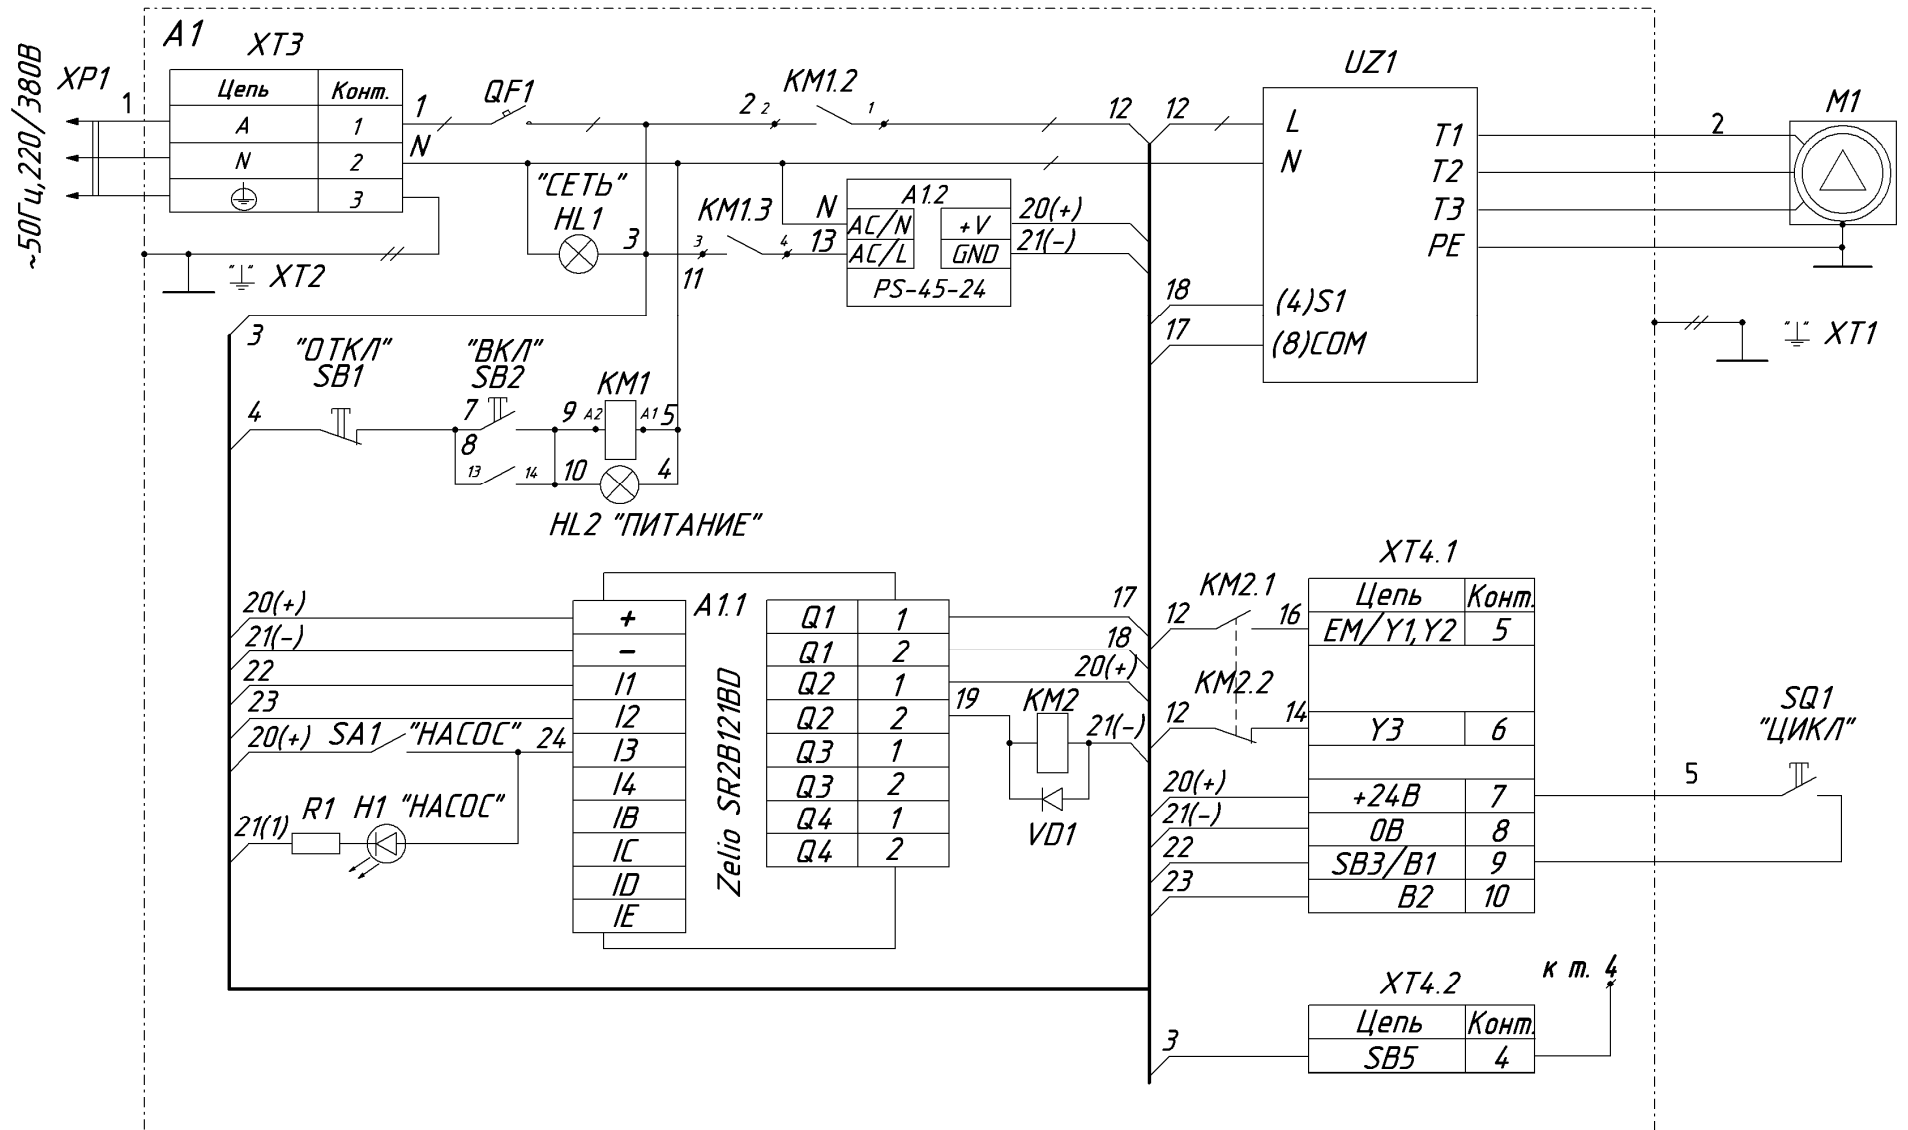 A1
~50Гц,220/380В
XP1
1
XT3
Цепь Конт.
A 1
N 2
3
1
N
QF1
2 2
KM1.2
1
12
12
UZ1
L
N
T1
T2
T3
PE
(4)S1
(8)COM
2
M1
"СЕТЬ"
HL1
3
KM1.3
3
4
11
N
13
A1.2
AC/N +V
AC/L GND
PS-45-24
20(+)
21(-)
18
17
"⊥" XT2
"⊥" XT1
3
"ОТКЛ"
SB1
"ВКЛ"
SB2
KM1
4
7
8
9
A2
A1
5
13
14
10
4
HL2 "ПИТАНИЕ"
20(+)
21(-)
22
23
20(+)
SA1 "НАСОС"
24
R1 H1 "НАСОС"
21(1)
+
-
I1
I2
I3
I4
IB
IC
ID
IE
A1.1
Zelio SR2B121BD
Q1 1
Q1 2
Q2 1
Q2 2
Q3 1
Q3 2
Q4 1
Q4 2
17
18
20(+)
19
KM2
21(-)
VD1
KM2.1
12
16
KM2.2
12
14
20(+)
21(-)
22
23
XT4.1
Цепь Конт.
EM/Y1,Y2 5
Y3 6
+24В 7
0В 8
SB3/B1 9
B2 10
5
SQ1
"ЦИКЛ"
XT4.2
Цепь Конт.
SB5 4
3
к т. 4